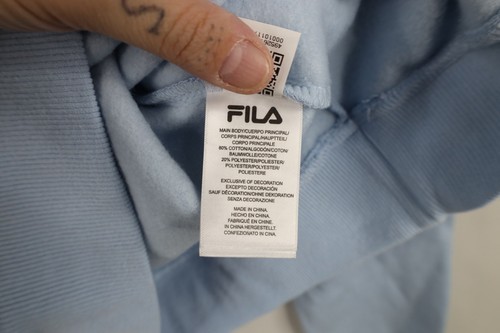 FILA
MAIN BODY/CUERPO PRINCIPAL/
CORPS PRINCIPAL/HAUPTTEIL/
CORPO PRINCIPALE
80% COTTON/ALGODÓN/COTON/
BAUMWOLLE/COTONE
20% POLYESTER/POLIESTER/
POLYESTER/POLYESTER/
POLIESTERE
EXCLUSIVE OF DECORATION
EXCEPTO DECORACIÓN
SAUF DÉCORATION/OHNE DEKORATION
SENZA DECORAZIONE
MADE IN CHINA.
HECHO EN CHINA.
FABRIQUÉ EN CHINE.
IN CHINA HERGESTELLT.
CONFEZIONATO IN CINA.